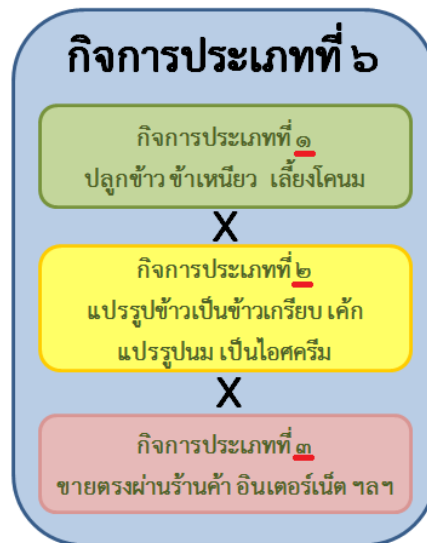 กิจการประเภทที่ ๖
กิจการประเภทที่ ๑
ปลูกข้าว ข้าเหนียว เลี้ยงโคนม
X
กิจการประเภทที่ ๒
แปรรูปข้าวเป็นข้าวเกรียบ เค้ก
แปรรูปนม เป็นไอศครีม
X
กิจการประเภทที่ ๓
ขายตรงผ่านร้านค้า อินเตอร์เน็ต ฯลฯ